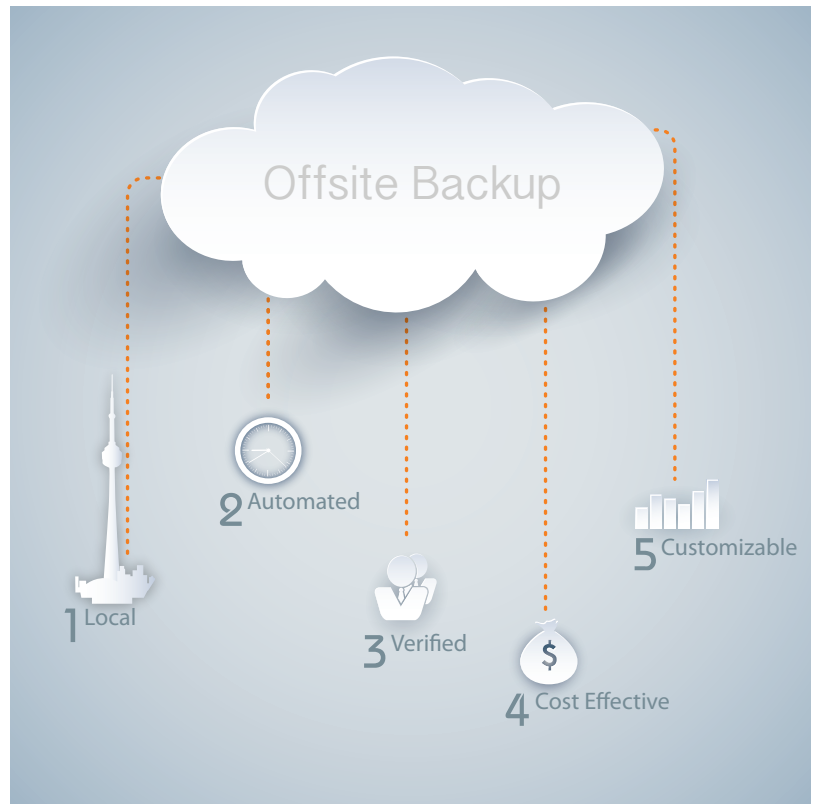 Offsite Backup
1 Local
2 Automated
3 Verified
$
4 Cost Effective
5 Customizable